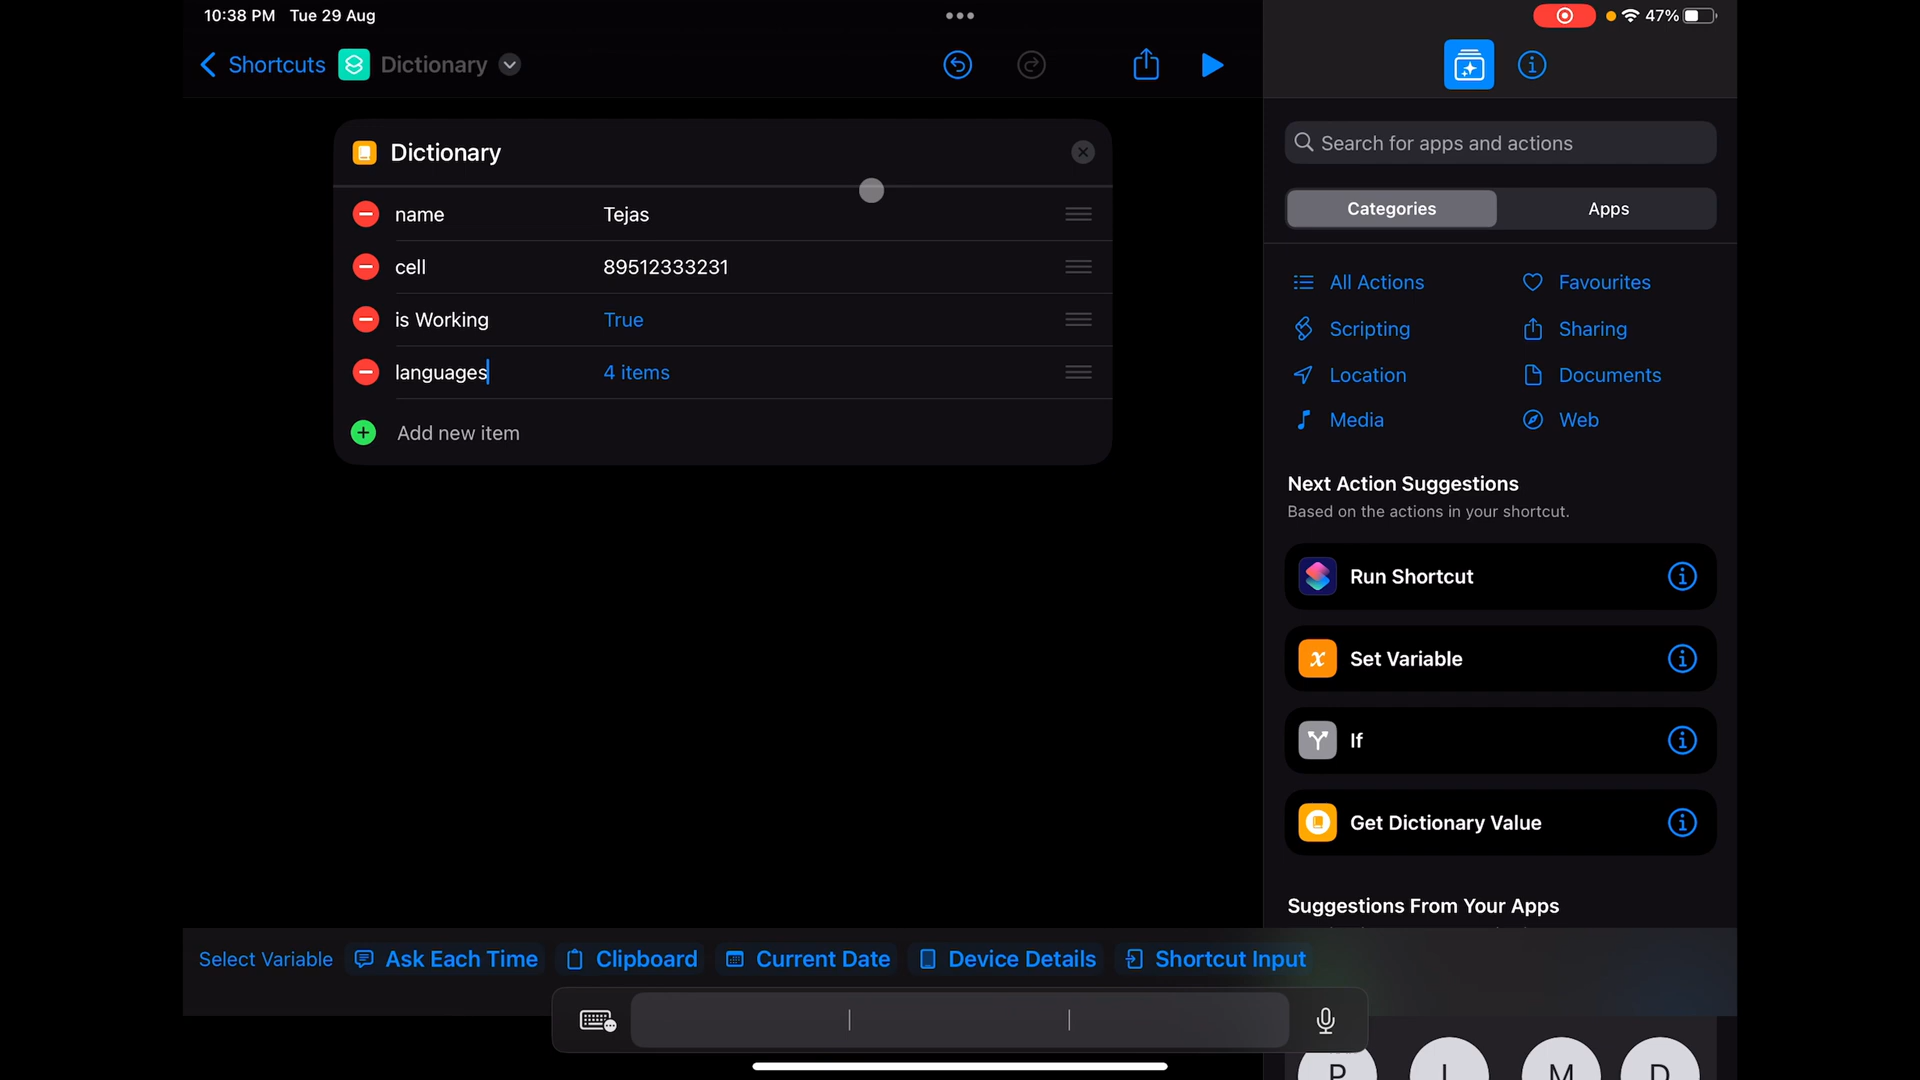 10:38 PM Tue 29 Aug
47%
Shortcuts Dictionary
Search for apps and actions
Categories Apps
Dictionary
name Tejas
cell 89512333231
is Working True
languages 4 items
Add new item
All Actions Favourites
Scripting Sharing
Location Documents
Media Web
Next Action Suggestions
Based on the actions in your shortcut.
Run Shortcut
Set Variable
If
Get Dictionary Value
Suggestions From Your Apps
Select Variable Ask Each Time Clipboard Current Date Device Details Shortcut Input